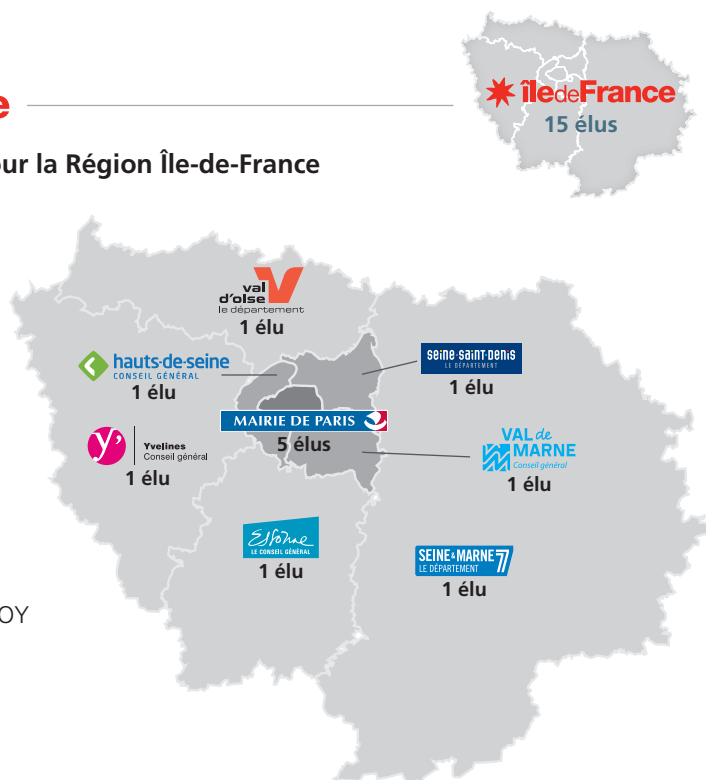 e
îledeFrance
15 élus
our la Région Île-de-France
val
d'oIse
le département
1 élu
hauts-de-seine
CONSEIL GÉNÉRAL
1 élu
seine-saint-denis
LE DÉPARTEMENT
1 élu
MAIRIE DE PARIS
5 élus
y'
Yvelines
Conseil général
1 élu
VAL de
MARNE
Conseil général
1 élu
Essonne
LE CONSEIL GÉNÉRAL
1 élu
SEINE&MARNE 77
LE DÉPARTEMENT
1 élu
OY